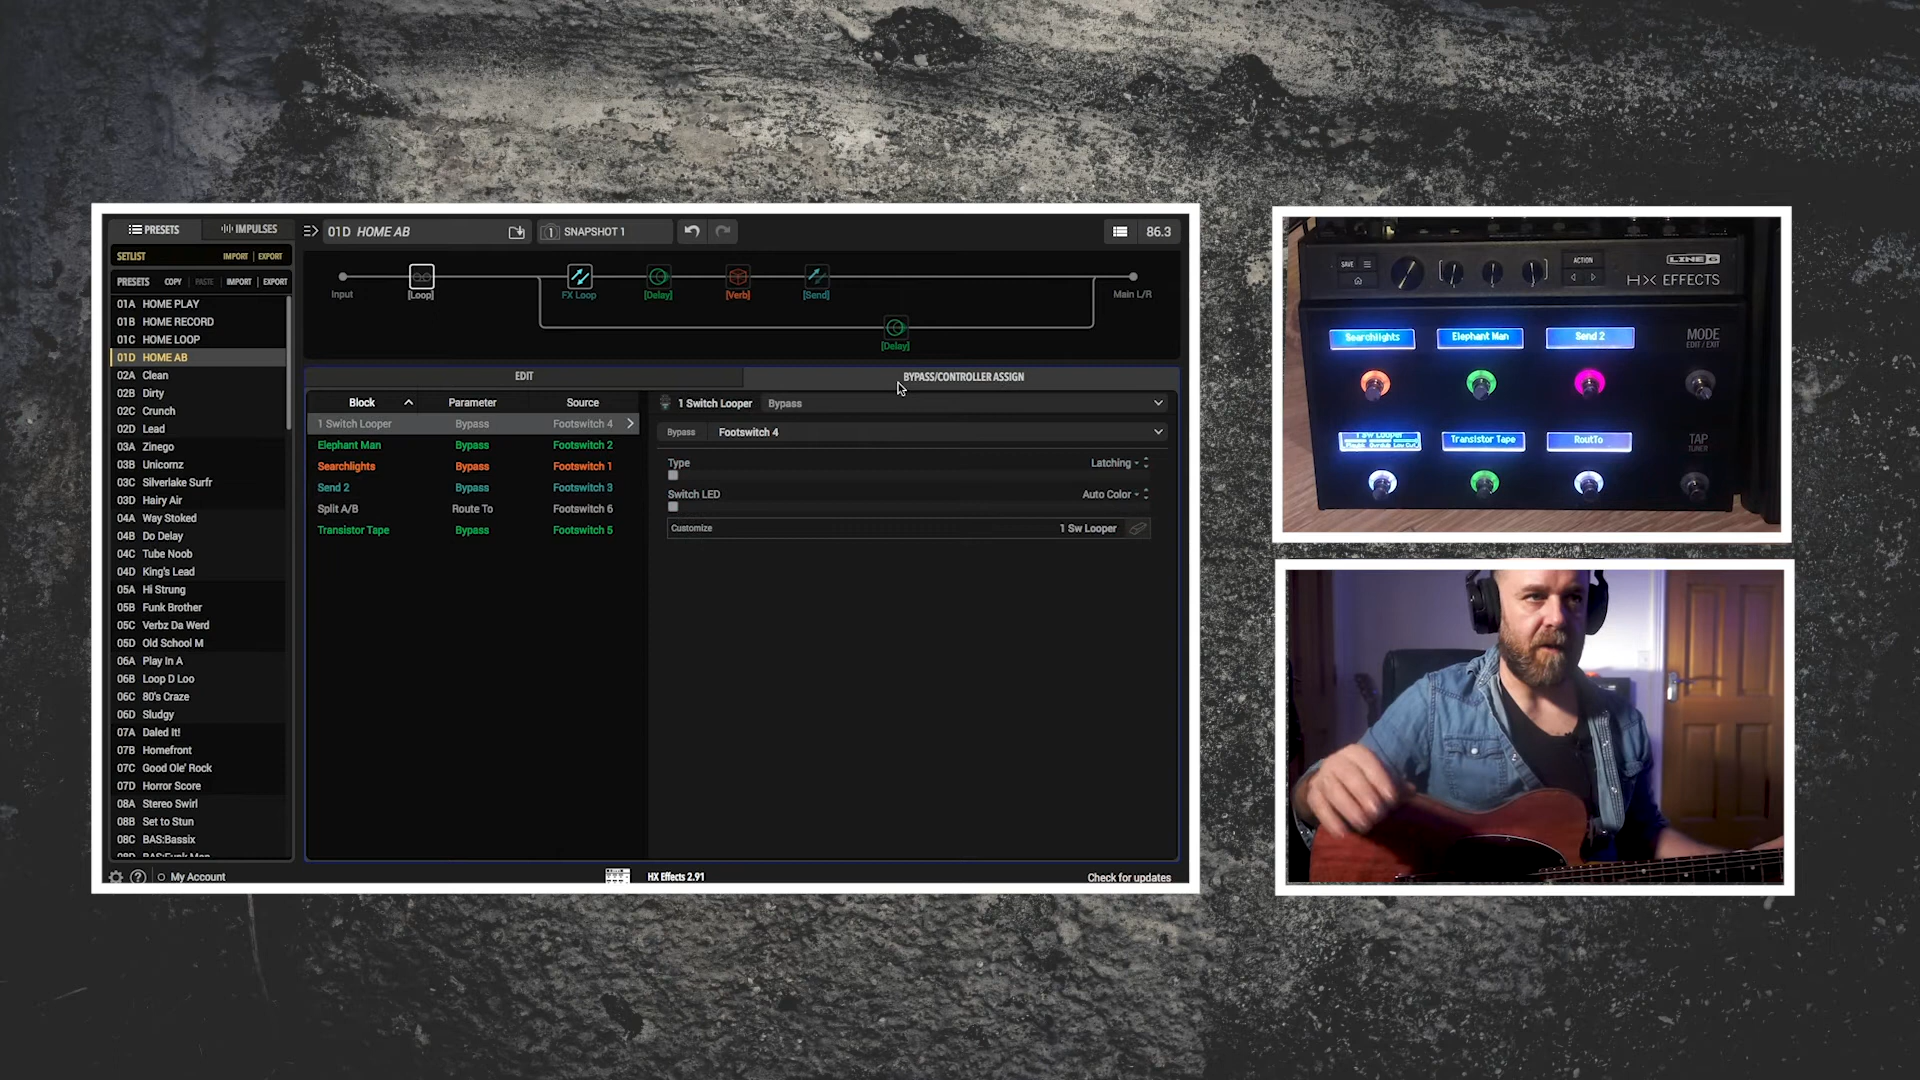 PRESETS
IMPULSES
01D HOME AB
1 SNAPSHOT 1
86.3
SETLIST IMPORT EXPORT
PRESETS COPY PASTE IMPORT EXPORT
01A HOME PLAY
01B HOME RECORD
01C HOME LOOP
01D HOME AB
02A Clean
02B Dirty
02C Crunch
02D Lead
03A Zinego
03B Unicornz
03C Silverlake Surfr
03D Hairy Air
04A Way Stoked
04B Do Delay
04C Tube Noob
04D King's Lead
05A Hi Strung
05B Funk Brother
05C Verbz Da Werd
05D Old School M
06A Play In A
06B Loop D Loo
06C 80's Craze
06D Sludgy
07A Daled It!
07B Homefront
07C Good Ole' Rock
07D Horror Score
08A Stereo Swirl
08B Set to Stun
08C BAS:Bassix
08D BAS:Funk Man
Input
[Loop]
FX Loop
[Delay]
[Verb]
[Send]
Main L/R
[Delay]
EDIT
BYPASS/CONTROLLER ASSIGN
Block Parameter Source
1 Switch Looper Bypass Footswitch 4
Elephant Man Bypass Footswitch 2
Searchlights Bypass Footswitch 1
Send 2 Bypass Footswitch 3
Split A/B Route To Footswitch 6
Transistor Tape Bypass Footswitch 5
1 Switch Looper Bypass
Bypass Footswitch 4
Type Latching
Switch LED Auto Color
Customize 1 Sw Looper
My Account
HX Effects 2.91
Check for updates
SAVE
ACTION
LINE 6
HX EFFECTS
Searchlights
Elephant Man
Send 2
MODE
EDIT / EXIT
1 Sw Looper
Transistor Tape
RoutTo
TAP
TUNER